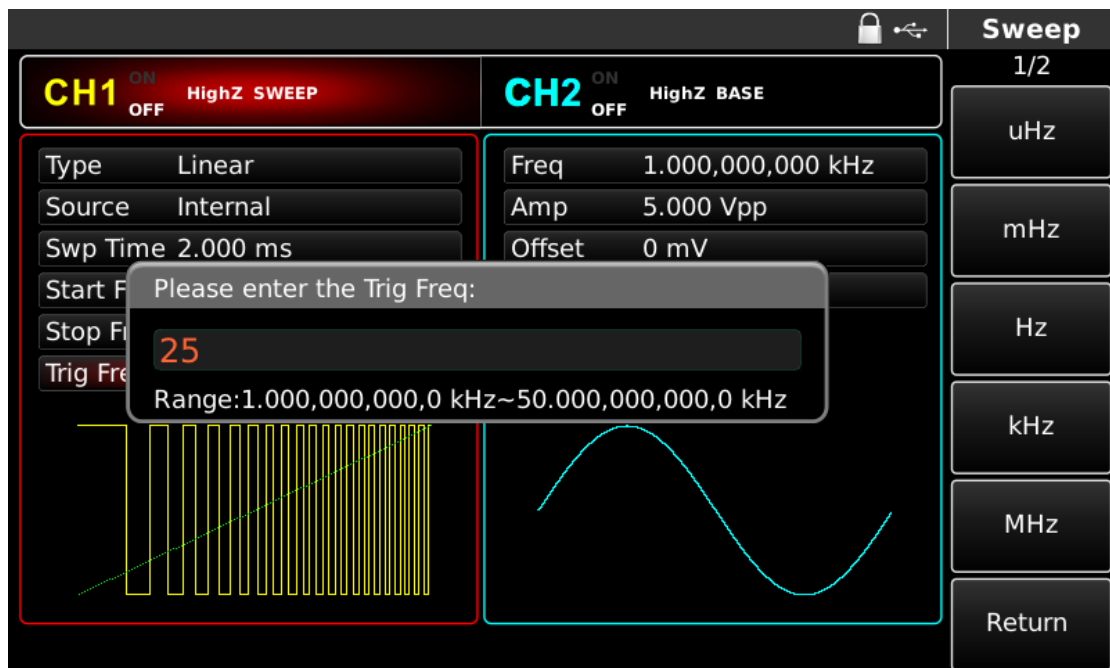 Sweep
CH1 ON OFF HighZ SWEEP
CH2 ON OFF HighZ BASE
1/2
Type Linear
Source Internal
Swp Time 2.000 ms
Start F
Stop Fr
Trig Fre
Freq 1.000,000,000 kHz
Amp 5.000 Vpp
Offset 0 mV
Please enter the Trig Freq:
25
Range:1.000,000,000,0 kHz~50.000,000,000,0 kHz
uHz
mHz
Hz
kHz
MHz
Return